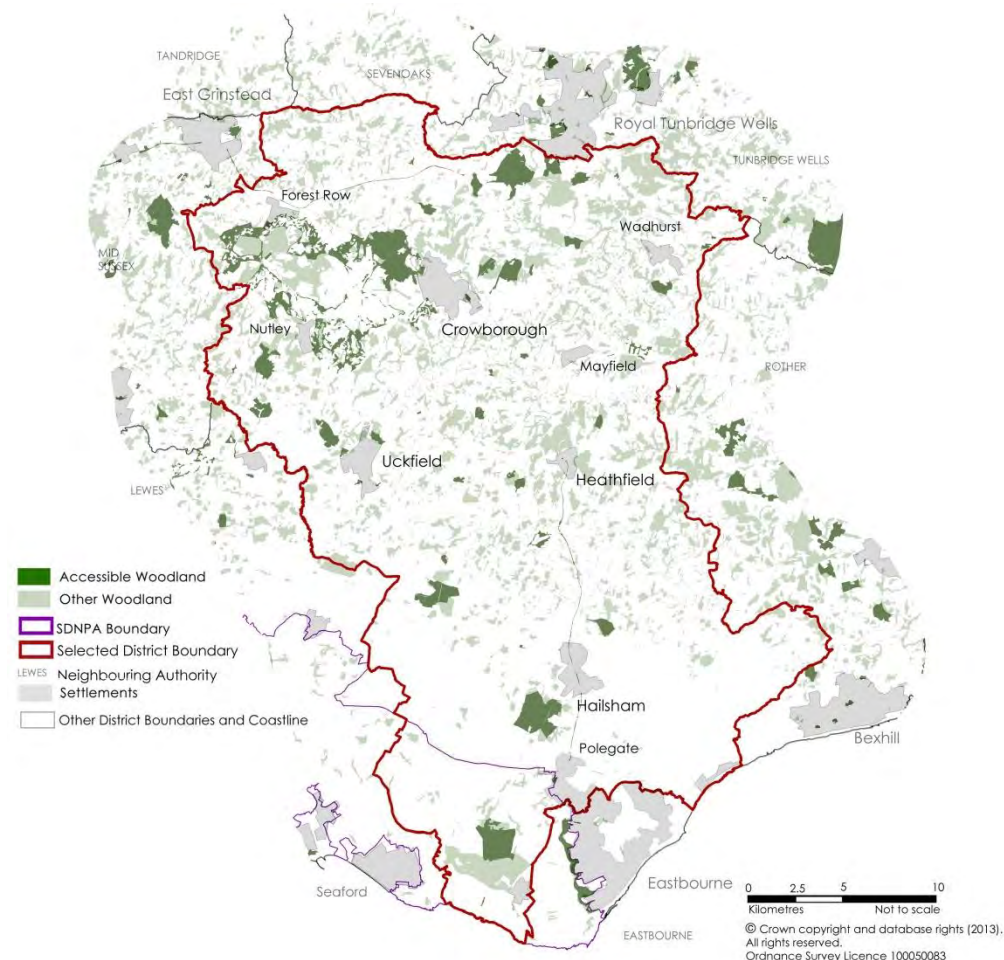 TANDRIDGE
SEVENOAKS
East Grinstead
Royal Tunbridge Wells
TUNBRIDGE WELLS
Forest Row
Wadhurst
MID
SUSSEX
Nutley
Crowborough
Mayfield
ROTHER
Uckfield
Heathfield
LEWES
Accessible Woodland
Other Woodland
SDNPA Boundary
Selected District Boundary
LEWES Neighbouring Authority
Settlements
Other District Boundaries and Coastline
Hailsham
Bexhill
Polegate
Seaford
Eastbourne
EASTBOURNE
0 2.5 5 10
Kilometres Not to scale
© Crown copyright and database rights (2013).
All rights reserved.
Ordnance Survey Licence 100050083